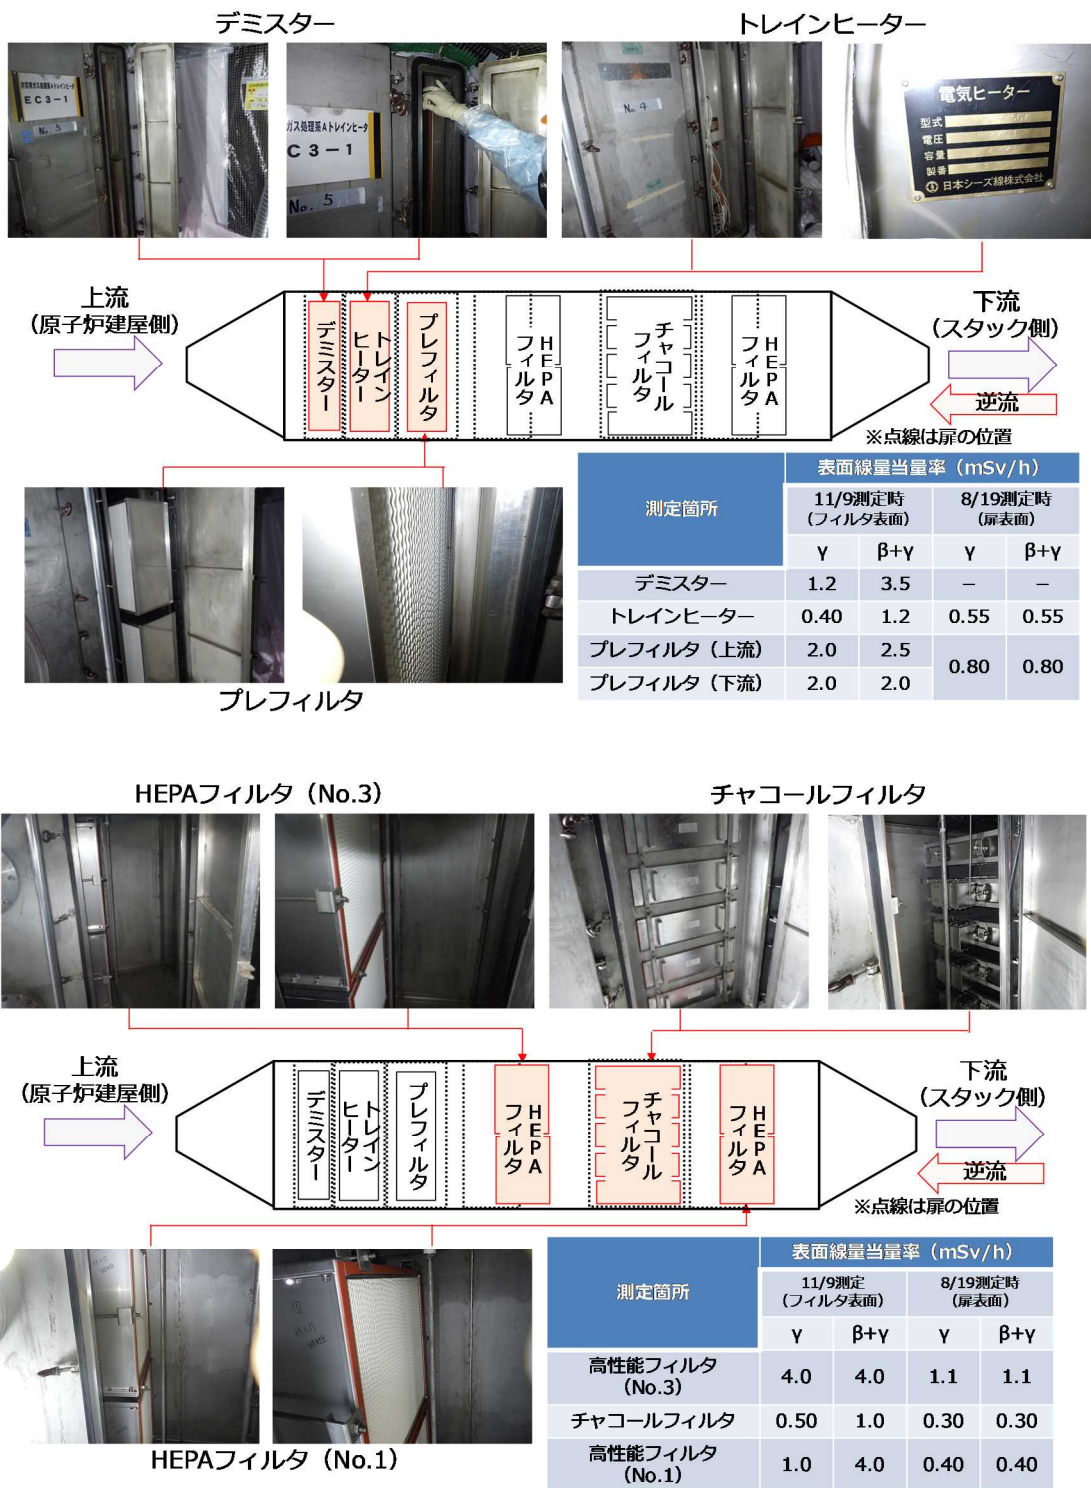 デミスター
トレインヒーター
EC3-1
No. 5
ガス処理系Aトレインヒータ
C 3-1
No. 5
No. 4
電気ヒーター
型式
電圧
容量
製番
日本シーズ線株式会社
上流
(原子炉建屋側)
デミスター
トレイン
ヒーター
プレフィルタ
HEPA
フィルタ
チャコール
フィルタ
HEPA
フィルタ
下流
(スタック側)
逆流
※点線は扉の位置
プレフィルタ
測定箇所
表面線量当量率(mSv/h)
11/9測定時
(フィルタ表面)
8/19測定時
(扉表面)
γ β+γ γ β+γ
デミスター 1.2 3.5 － －
トレインヒーター 0.40 1.2 0.55 0.55
プレフィルタ(上流) 2.0 2.5 0.80 0.80
プレフィルタ(下流) 2.0 2.0
HEPAフィルタ(No.3)
チャコールフィルタ
上流
(原子炉建屋側)
デミスター
トレイン
ヒーター
プレフィルタ
HEPA
フィルタ
チャコール
フィルタ
HEPA
フィルタ
下流
(スタック側)
逆流
※点線は扉の位置
HEPAフィルタ(No.1)
測定箇所
表面線量当量率(mSv/h)
11/9測定
(フィルタ表面)
8/19測定時
(扉表面)
γ β+γ γ β+γ
高性能フィルタ
(No.3) 4.0 4.0 1.1 1.1
チャコールフィルタ 0.50 1.0 0.30 0.30
高性能フィルタ
(No.1) 1.0 4.0 0.40 0.40